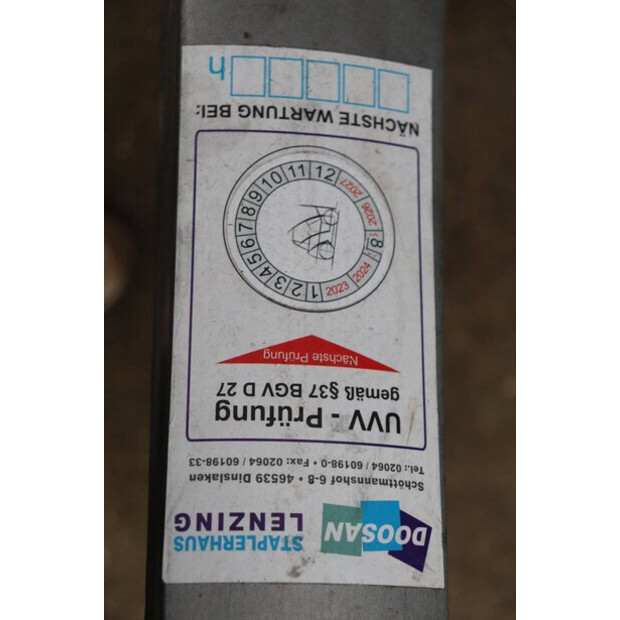 DOOSAN
STAPLERHAUS
LENZING
Schöttmannshof 6-8 • 46539 Dinslaken
Tel.: 02064 / 60198-0 • Fax: 02064 / 60198-33
UVV - Prüfung
gemäß §37 BGV D 27
Nächste Prüfung
1 2 3 4 5 6 7 8 9 10 11 12
2023 2024 8 2026 2027
NÄCHSTE WARTUNG BEI:
h